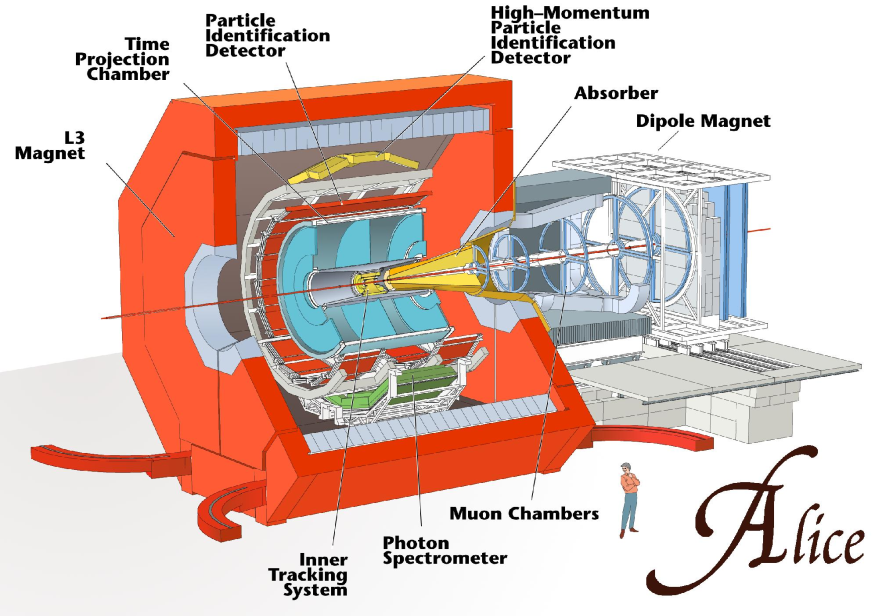 Particle
Identification
Detector
High–Momentum
Particle
Identification
Detector
Time
Projection
Chamber
Absorber
Dipole Magnet
L3
Magnet
Muon Chambers
Photon
Spectrometer
Inner
Tracking
System
Alice